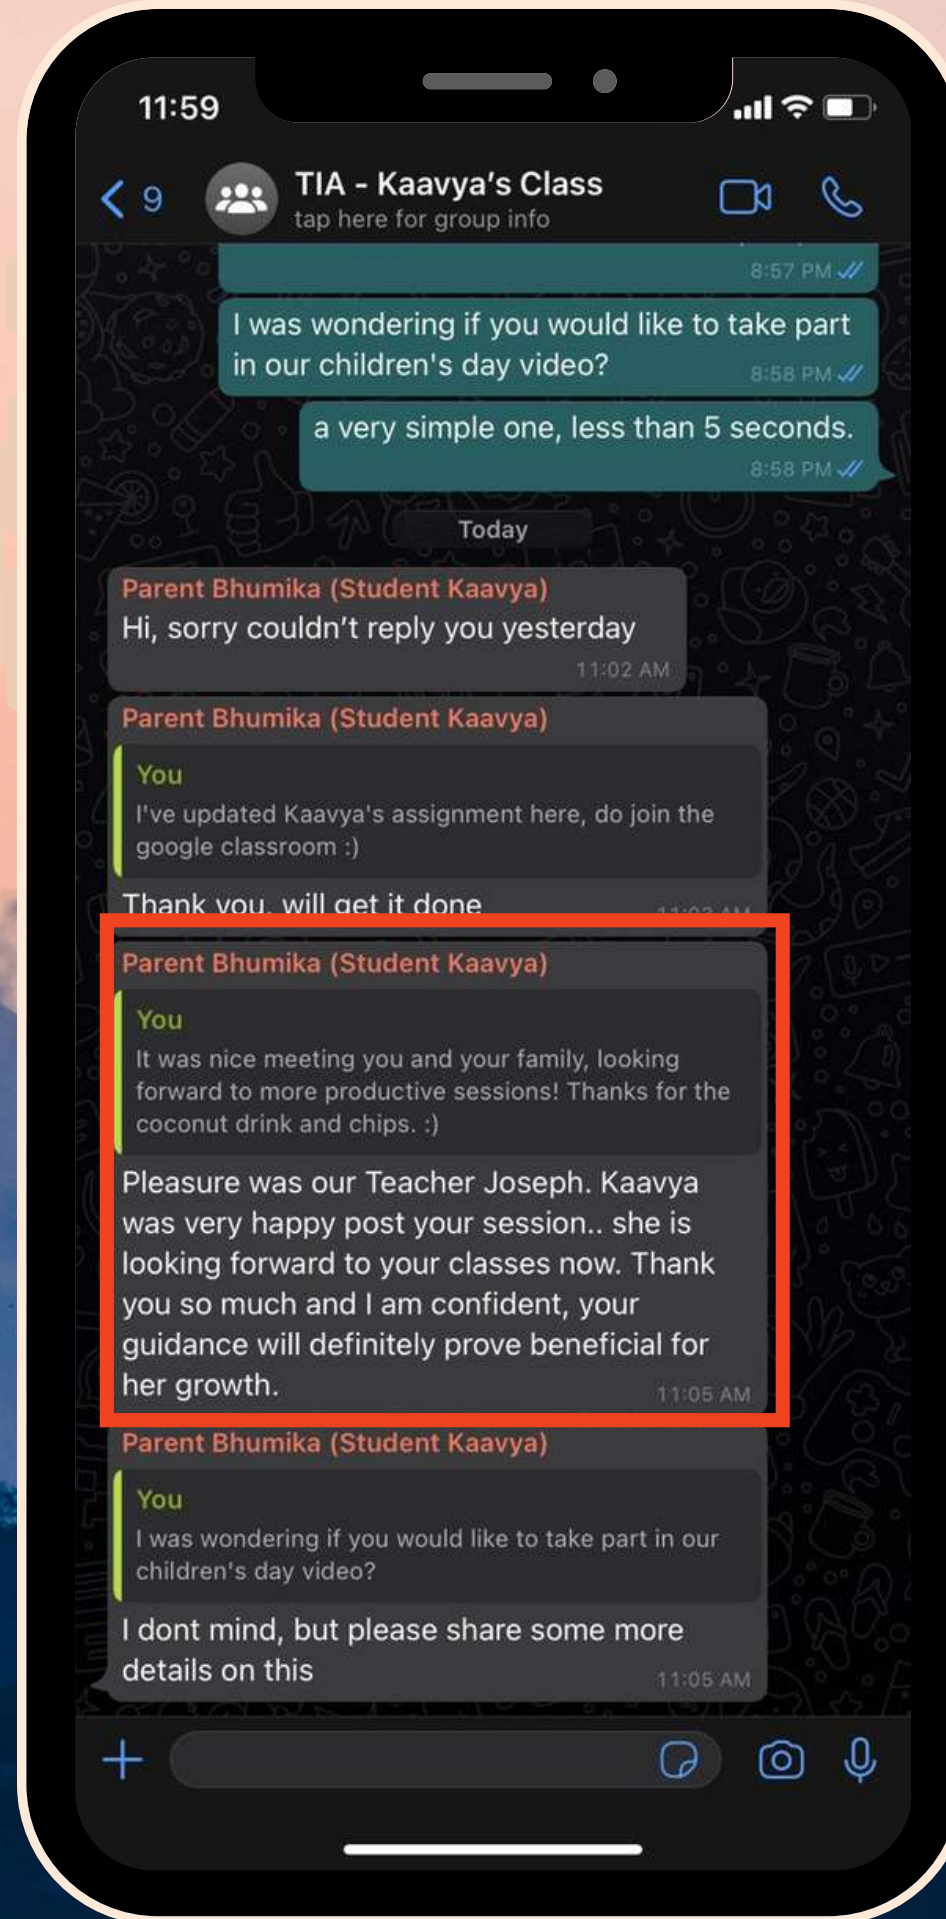 11:59
9
TIA - Kaavya's Class
tap here for group info
8:57 PM
I was wondering if you would like to take part
in our children's day video?
8:58 PM
a very simple one, less than 5 seconds.
8:58 PM
Today
Parent Bhumika (Student Kaavya)
Hi, sorry couldn't reply you yesterday
11:02 AM
Parent Bhumika (Student Kaavya)
You
I've updated Kaavya's assignment here, do join the
google classroom :)
Thank you, will get it done
11:03 AM
Parent Bhumika (Student Kaavya)
You
It was nice meeting you and your family, looking
forward to more productive sessions! Thanks for the
coconut drink and chips. :)
Pleasure was our Teacher Joseph. Kaavya
was very happy post your session.. she is
looking forward to your classes now. Thank
you so much and I am confident, your
guidance will definitely prove beneficial for
her growth.
11:05 AM
Parent Bhumika (Student Kaavya)
You
I was wondering if you would like to take part in our
children's day video?
I dont mind, but please share some more
details on this
11:05 AM